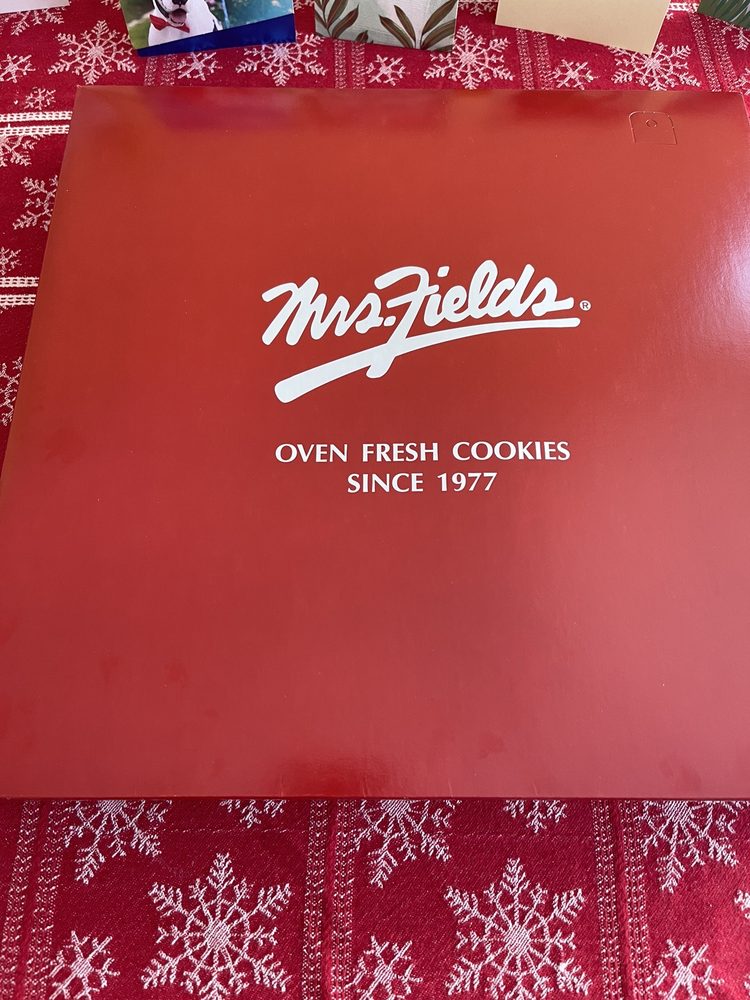 Mrs. Fields®
OVEN FRESH COOKIES
SINCE 1977